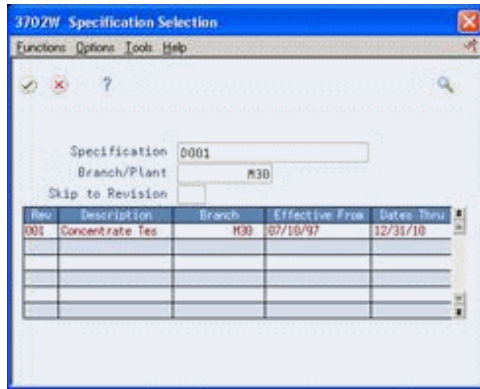 3702W Specification Selection
Functions Options Tools Help
?
Specification D001
Branch/Plant M30
Skip to Revision
Rev Description Branch Effective From Dates Thru
001 Concentrate Tes M30 07/10/97 12/31/10